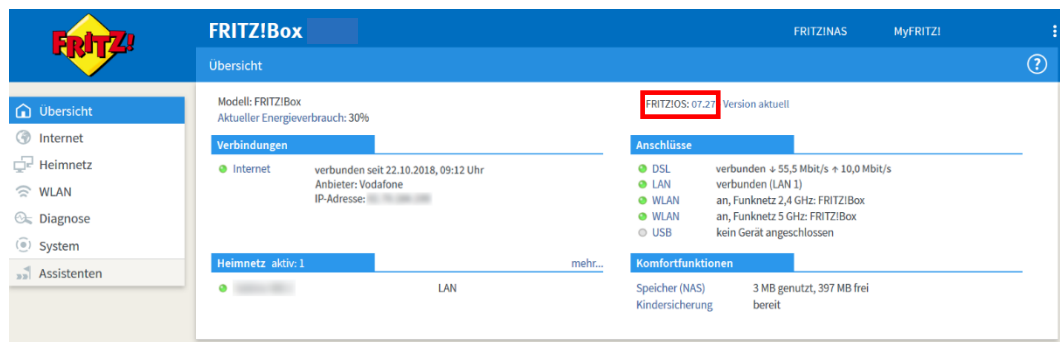 FRITZ!
FRITZ!Box
FRITZ!NAS
MyFRITZ!
Übersicht
?
Übersicht
Internet
Heimnetz
WLAN
Diagnose
System
Assistenten
Modell: FRITZ!Box
Aktueller Energieverbrauch: 30%
FRITZ!OS: 07.27 Version aktuell
Verbindungen
Internet verbunden seit 22.10.2018, 09:12 Uhr
Anbieter: Vodafone
IP-Adresse:
Anschlüsse
DSL verbunden ↓ 55,5 Mbit/s ↑ 10,0 Mbit/s
LAN verbunden (LAN 1)
WLAN an, Funknetz 2,4 GHz: FRITZ!Box
WLAN an, Funknetz 5 GHz: FRITZ!Box
USB kein Gerät angeschlossen
Heimnetz aktiv: 1 mehr...
LAN
Komfortfunktionen
Speicher (NAS) 3 MB genutzt, 397 MB frei
Kindersicherung bereit